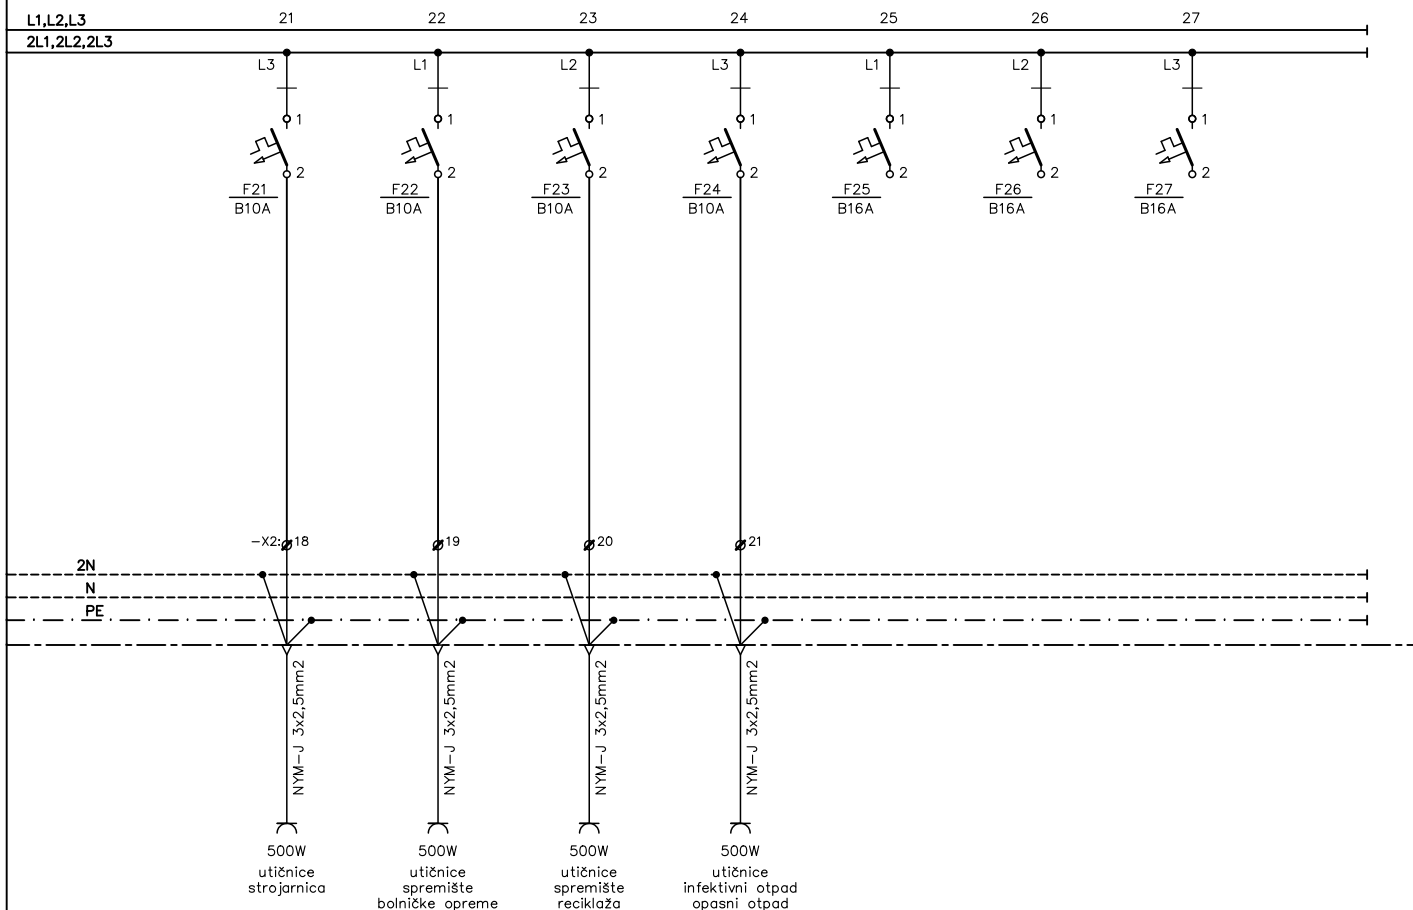 L1,L2,L3 21 22 23 24 25 26 27
2L1,2L2,2L3
L3 L1 L2 L3 L1 L2 L3
1 1 1 1 1 1 1
2 2 2 2 2 2 2
F21 F22 F23 F24 F25 F26 F27
B10A B10A B10A B10A B16A B16A B16A
-X2: 18 19 20 21
2N
N
PE
NYM-J 3x2,5mm2 NYM-J 3x2,5mm2 NYM-J 3x2,5mm2 NYM-J 3x2,5mm2
500W 500W 500W 500W
utičnice utičnice utičnice utičnice
strojarnica spremište spremište infektivni otpad
bolničke opreme reciklaža opasni otpad